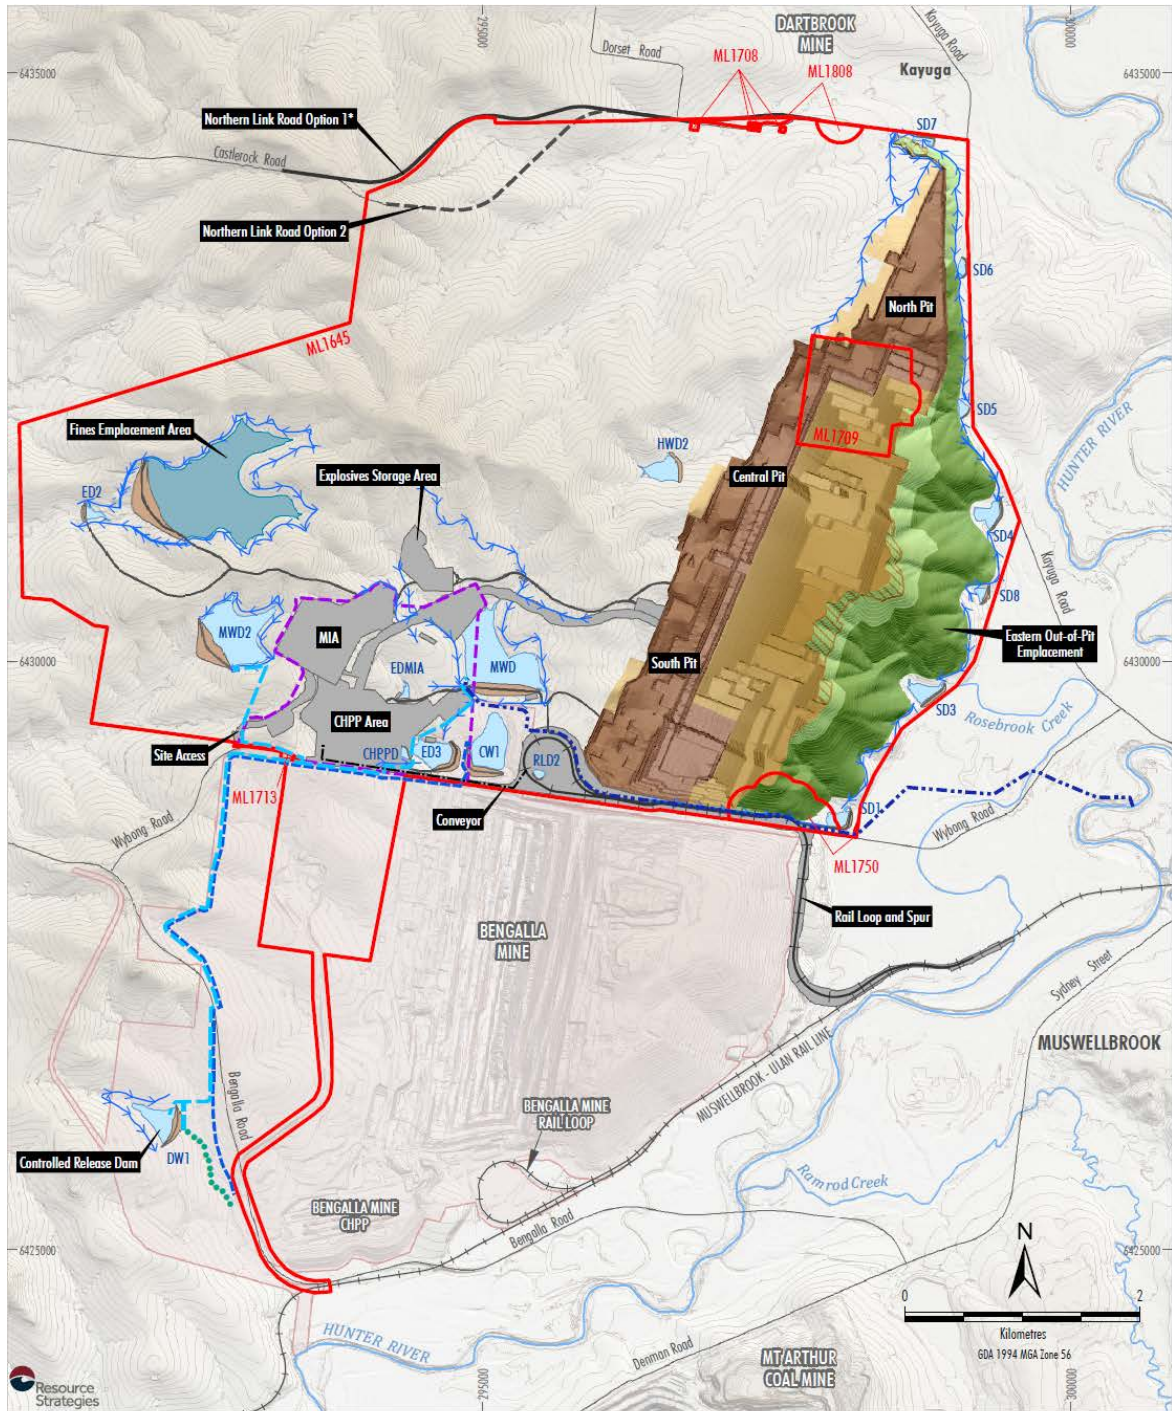 295000
300000
DARTBROOK
MINE
Kayuga Road
Dorset Road
ML1708
ML1808
Kayuga
6435000
6435000
Northern Link Road Option 1*
SD7
Castlerock Road
Northern Link Road Option 2
SD6
North Pit
ML1645
SD5
HUNTER RIVER
Fines Emplacement Area
ML1709
HWD2
Explosives Storage Area
Central Pit
ED2
SD4
Kayuga Road
SD8
MWD2
MIA
Eastern Out-of-Pit
Emplacement
6430000
EDMIA
MWD
South Pit
6430000
SD3
Rosebrook Creek
CHPP Area
Site Access
CHPPD
ED3
CW1
RLD2
ML1713
Conveyor
SD1
Wybong Road
Wybong Road
ML1750
Rail Loop and Spur
BENGALLA
MINE
Sydney Street
MUSWELLBROOK
MUSWELLBROOK - ULAN RAIL LINE
Bengalla Road
BENGALLA MINE
RAIL LOOP
Controlled Release Dam
DW1
Ramrod Creek
BENGALLA MINE
CHPP
Bengalla Road
N
6425000
6425000
0
2
Kilometres
GDA 1994 MGA Zone 56
HUNTER RIVER
Denman Road
MT ARTHUR
COAL MINE
Resource
Strategies
295000
300000